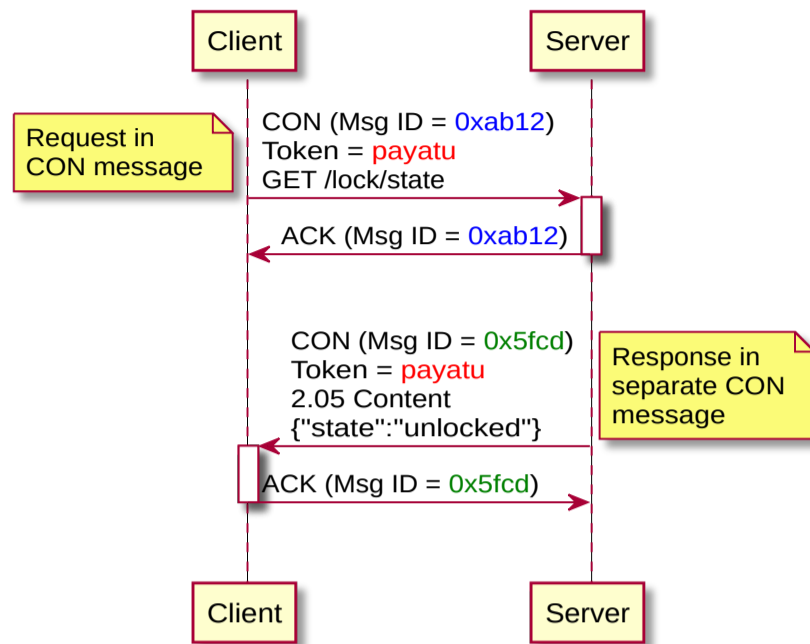 Client
Server
Request in
CON message
CON (Msg ID = 0xab12)
Token = payatu
GET /lock/state
ACK (Msg ID = 0xab12)
CON (Msg ID = 0x5fcd)
Token = payatu
2.05 Content
{"state":"unlocked"}
Response in
separate CON
message
ACK (Msg ID = 0x5fcd)
Client
Server